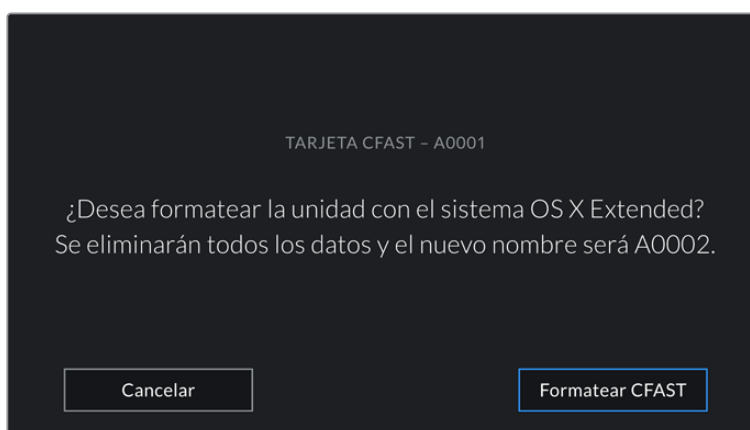 TARJETA CFAST – A0001
¿Desea formatear la unidad con el sistema OS X Extended?
Se eliminarán todos los datos y el nuevo nombre será A0002.
Cancelar
Formatear CFAST